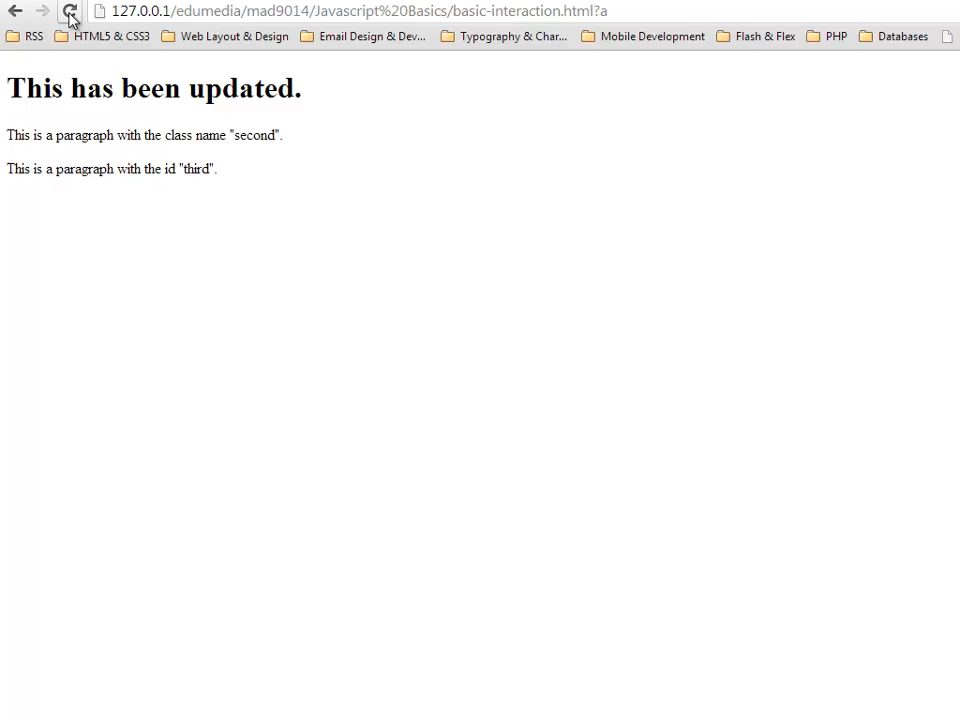 127.0.0.1/edumedia/mad9014/Javascript%20Basics/basic-interaction.html?a
RSS HTML5 & CSS3 Web Layout & Design Email Design & Dev... Typography & Char... Mobile Development Flash & Flex PHP Databases
This has been updated.
This is a paragraph with the class name "second".
This is a paragraph with the id "third".